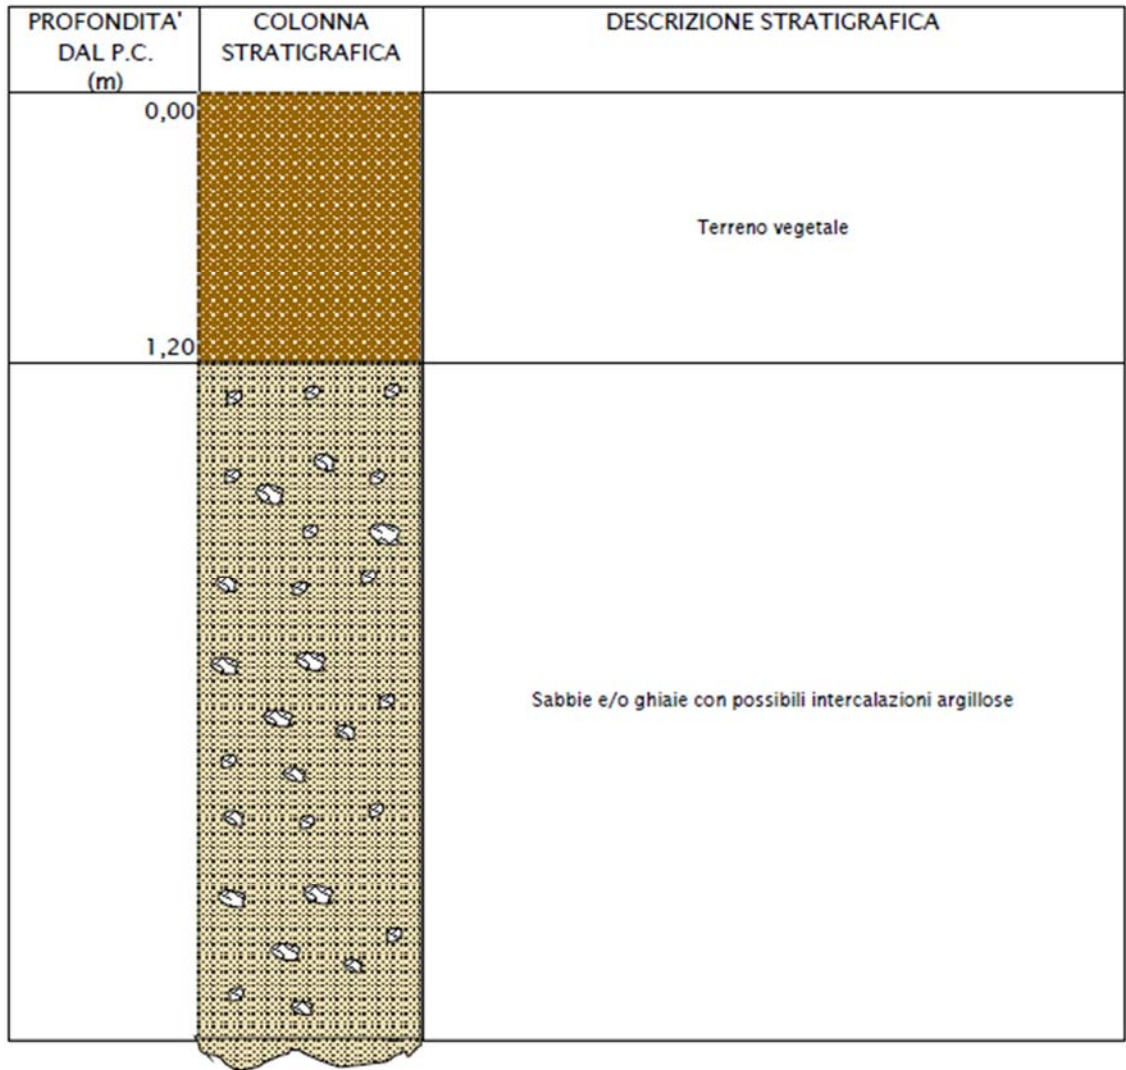 PROFONDITA'
DAL P.C.
(m)
COLONNA
STRATIGRAFICA
DESCRIZIONE STRATIGRAFICA
0,00
Terreno vegetale
1,20
Sabbie e/o ghiaie con possibili intercalazioni argillose